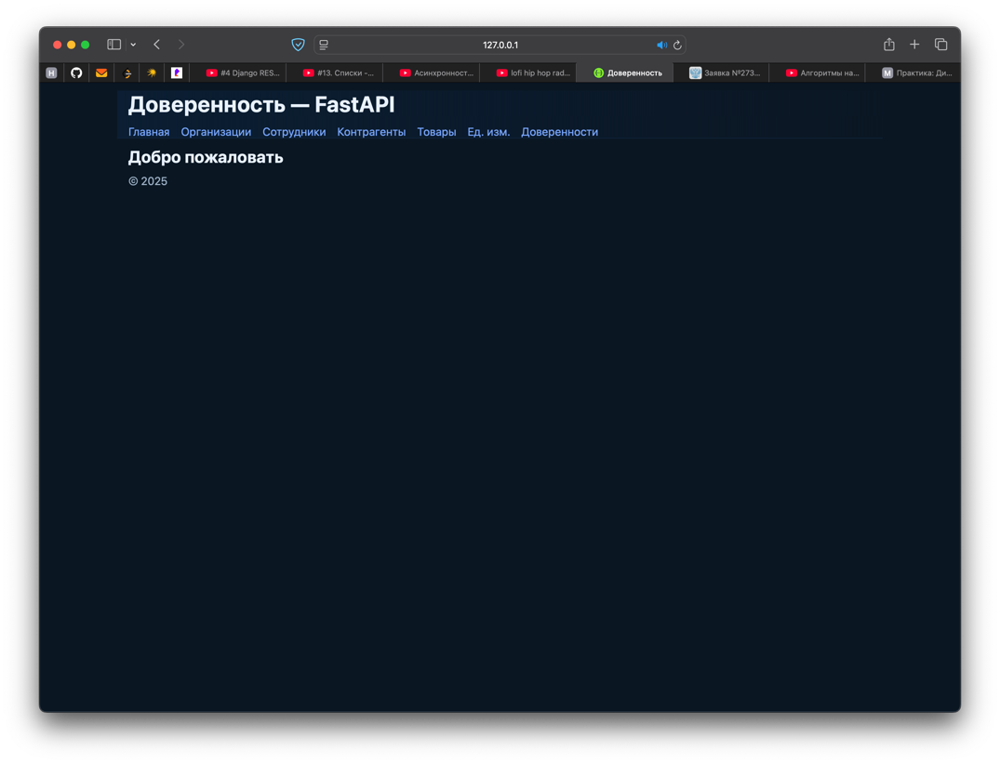 127.0.0.1
H
#4 Django RES...
#13. Списки -...
Асинхронност...
lofi hip hop rad...
Доверенность
Заявка №273...
Алгоритмы на...
M
Практика: Ди...
Доверенность — FastAPI
Главная Организации Сотрудники Контрагенты Товары Ед. изм. Доверенности
Добро пожаловать
© 2025